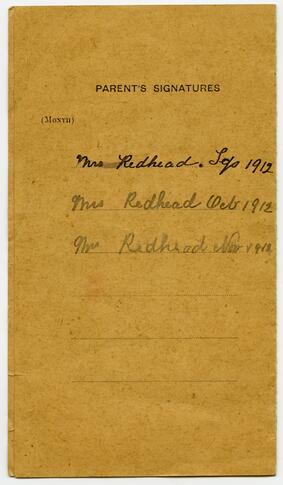 PARENT'S SIGNATURES
(MONTH)
Mrs Redhead. Sep 1912
Mrs Redhead Oct 1912
Mrs Redhead Nov 1912